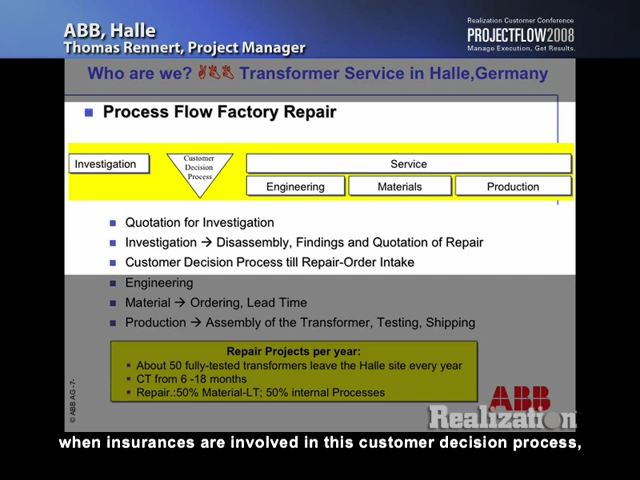 ABB, Halle
Thomas Rennert, Project Manager
Realization Customer Conference
PROJECTFLOW2008
Manage Execution, Get Results.
Who are we? Transformer Service in Halle,Germany
Process Flow Factory Repair
Investigation
Customer
Decision
Process
Service
Engineering
Materials
Production
Quotation for Investigation
Investigation → Disassembly, Findings and Quotation of Repair
Customer Decision Process till Repair-Order Intake
Engineering
Material → Ordering, Lead Time
Production → Assembly of the Transformer, Testing, Shipping
Repair Projects per year:
About 50 fully-tested transformers leave the Halle site every year
CT from 6 -18 months
Repair.:50% Material-LT; 50% internal Processes
© ABB AG -7-
ABB
Realization
when insurances are involved in this customer decision process,